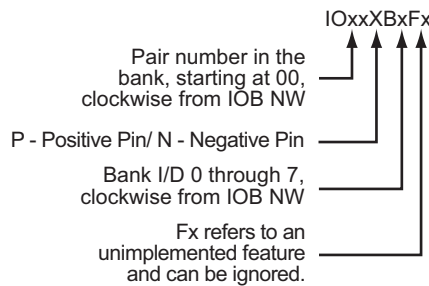 IOxxXBxFx
Pair number in the
bank, starting at 00,
clockwise from IOB NW
P - Positive Pin/ N - Negative Pin
Bank I/D 0 through 7,
clockwise from IOB NW
Fx refers to an
unimplemented feature
and can be ignored.